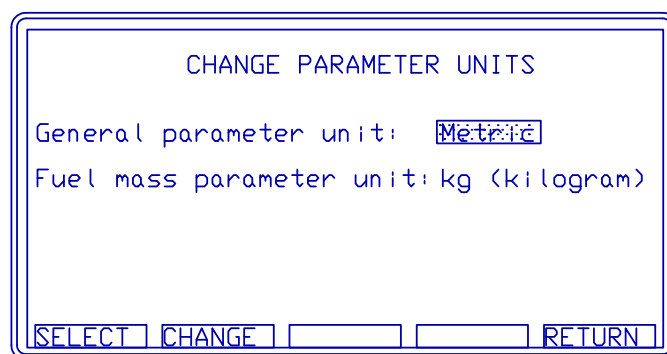 CHANGE PARAMETER UNITS
General parameter unit: Metric
Fuel mass parameter unit: kg (kilogram)
SELECT CHANGE RETURN